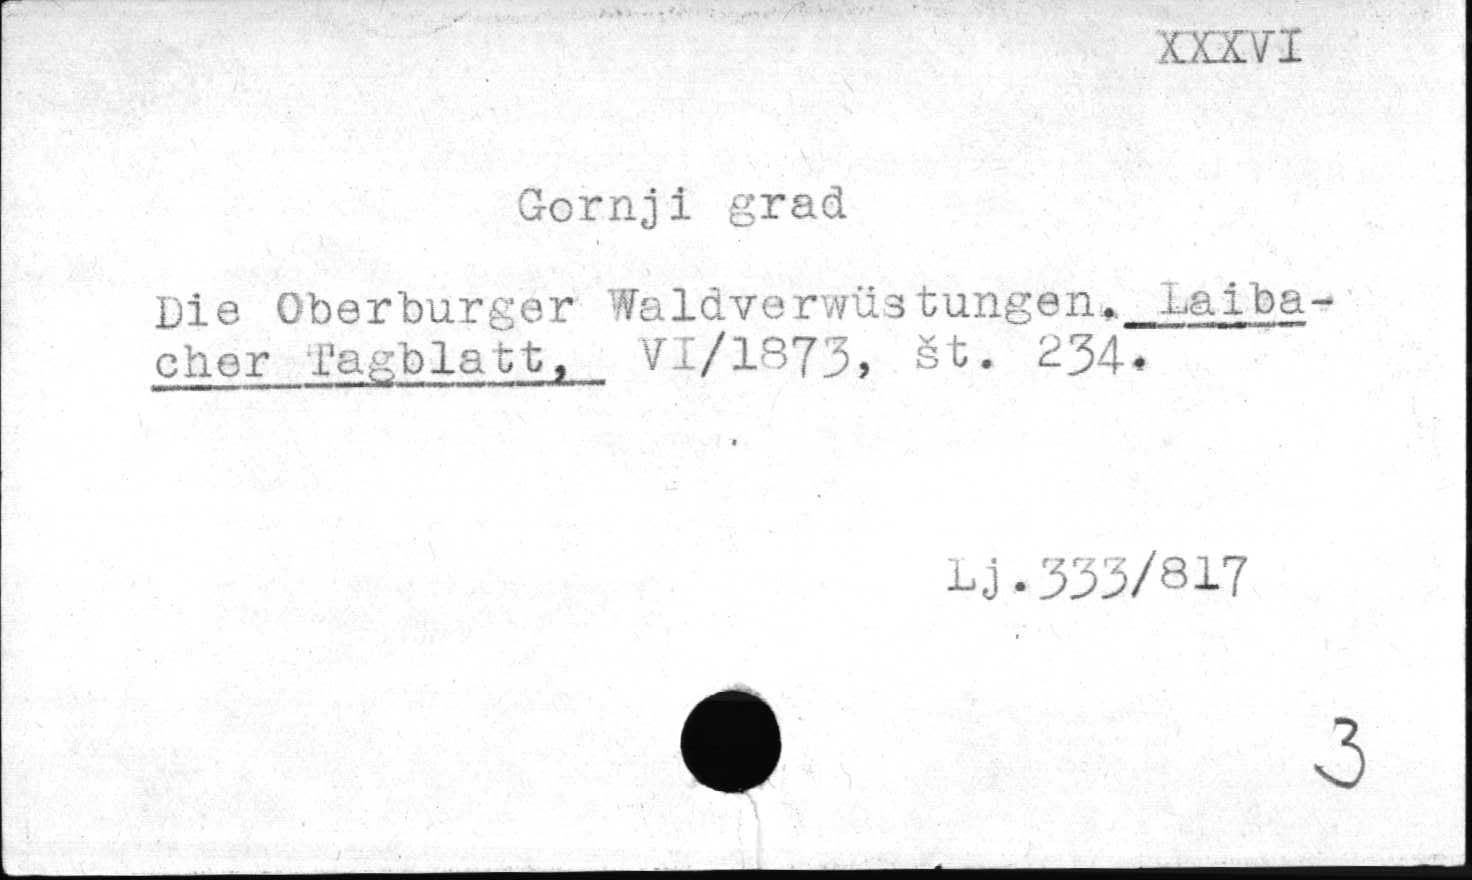 XXXVI
Gornji grad
Die Oberburger Waldverwüstungen. Laiba-
cher Tagblatt, VI/1873, št. 234.
Lj.333/817
3